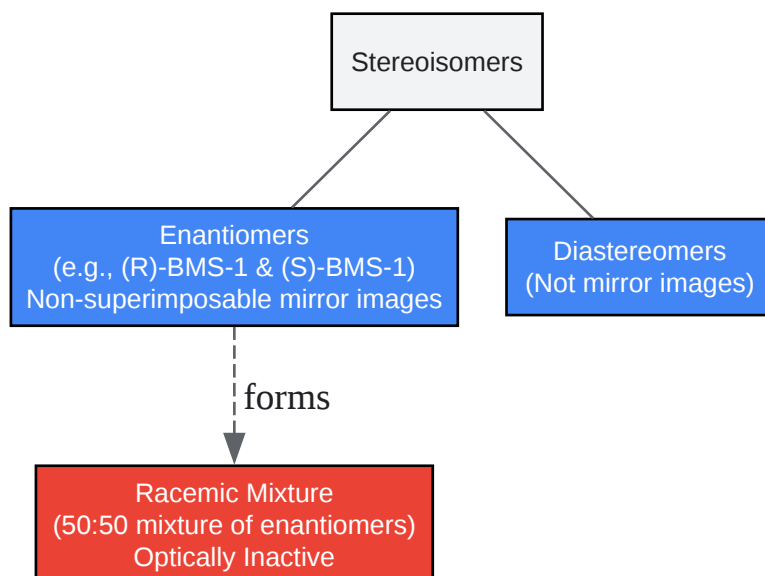 Stereoisomers
Enantiomers
(e.g., (R)-BMS-1 & (S)-BMS-1)
Non-superimposable mirror images
Diastereomers
(Not mirror images)
forms
Racemic Mixture
(50:50 mixture of enantiomers)
Optically Inactive